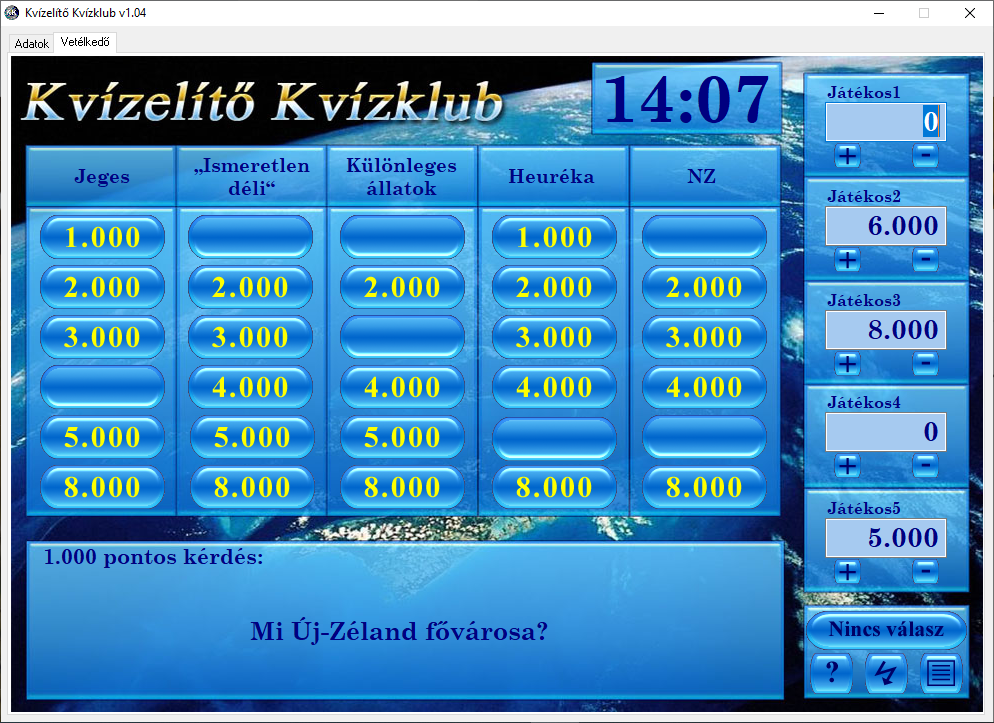 Kvízelítő Kvízklub v1.04
Adatok Vetélkedő
Kvízelítő Kvízklub
14:07
Jeges
„Ismeretlen
déli“
Különleges
állatok
Heuréka
NZ
1.000 1.000
2.000 2.000 2.000 2.000 2.000
3.000 3.000 3.000 3.000
4.000 4.000 4.000 4.000
5.000 5.000 5.000
8.000 8.000 8.000 8.000 8.000
1.000 pontos kérdés:
Mi Új-Zéland fővárosa?
Játékos1
0
+ -
Játékos2
6.000
+ -
Játékos3
8.000
+ -
Játékos4
0
+ -
Játékos5
5.000
+ -
Nincs válasz
?